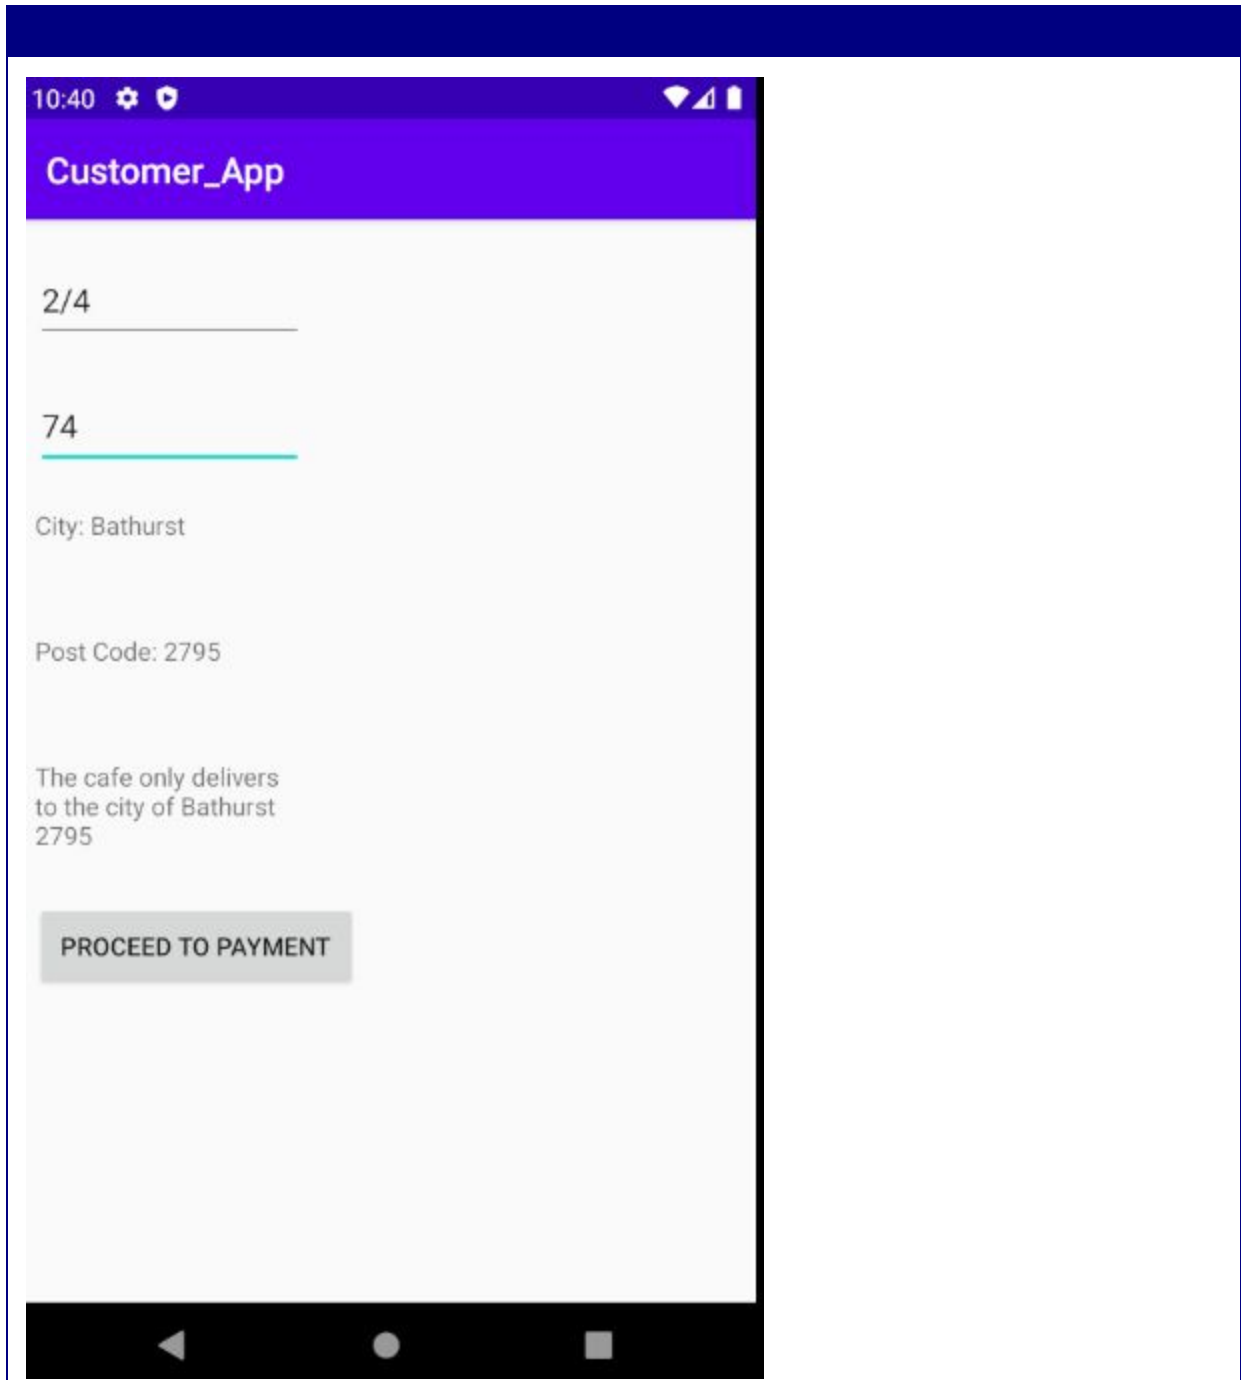 10:40
Customer_App
2/4
74
City: Bathurst
Post Code: 2795
The cafe only delivers
to the city of Bathurst
2795
PROCEED TO PAYMENT